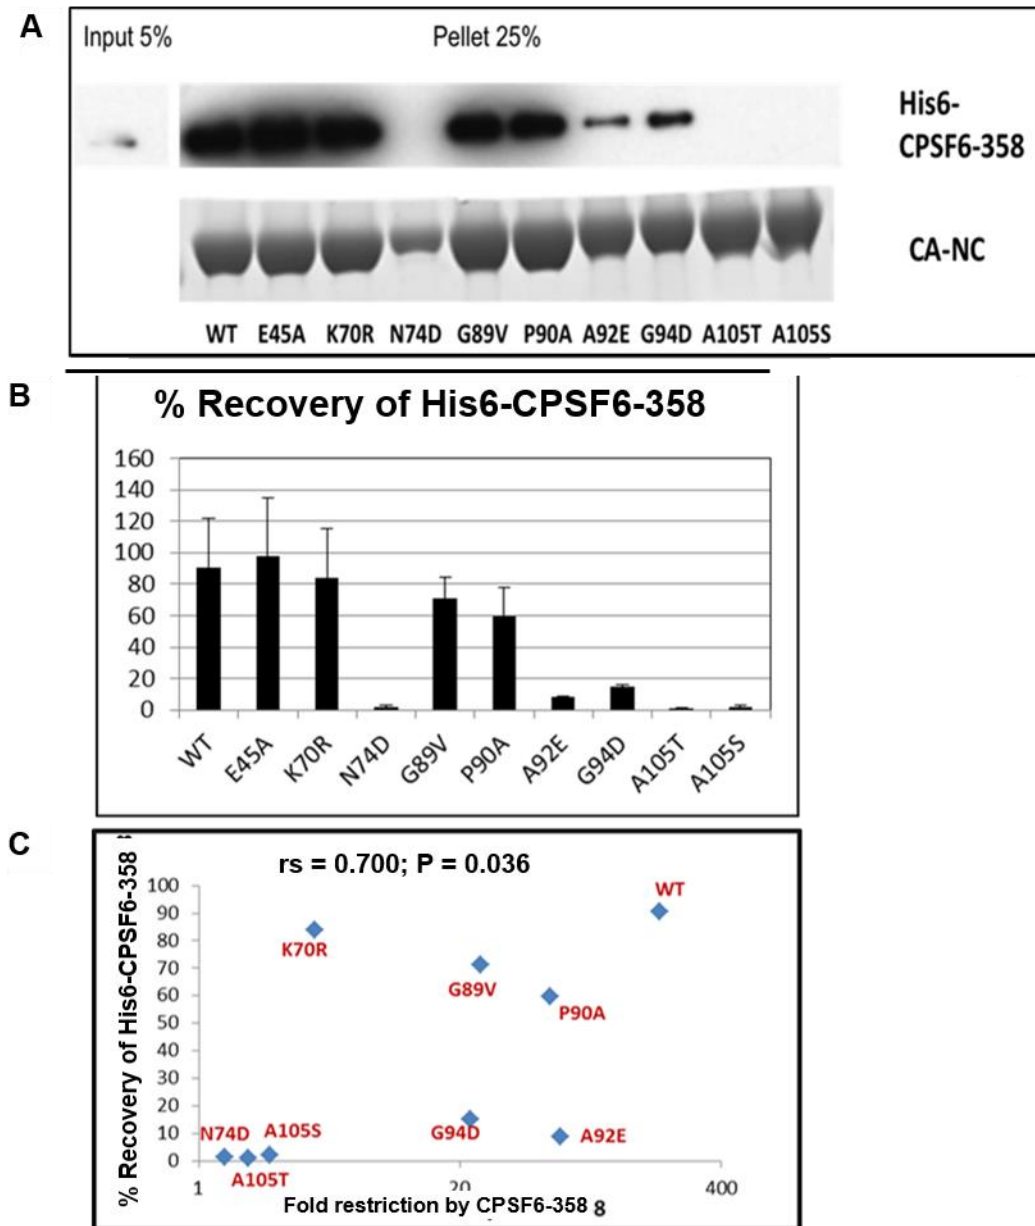 A
Input 5% Pellet 25%
His6-
CPSF6-358
CA-NC
WT E45A K70R N74D G89V P90A A92E G94D A105T A105S
B
% Recovery of His6-CPSF6-358
160
140
120
100
80
60
40
20
0
WT E45A K70R N74D G89V P90A A92E G94D A105T A105S
C
rs = 0.700; P = 0.036
% Recovery of His6-CPSF6-358
100
90
80
70
60
50
40
30
20
10
0
WT
K70R
G89V
P90A
N74D A105S G94D A92E
A105T
1 20 400
Fold restriction by CPSF6-358 8